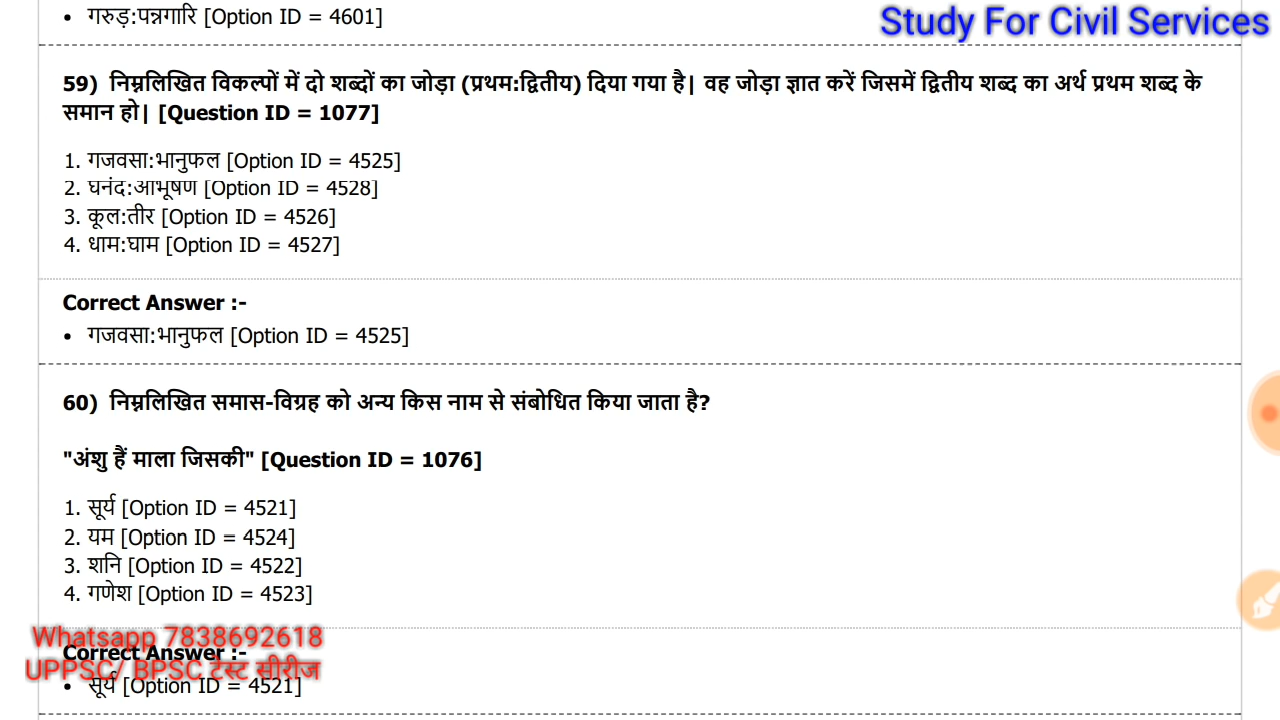 • गरुड़:पन्नगारि [Option ID = 4601]
Study For Civil Services
59) निम्नलिखित विकल्पों में दो शब्दों का जोड़ा (प्रथम:द्वितीय) दिया गया है| वह जोड़ा ज्ञात करें जिसमें द्वितीय शब्द का अर्थ प्रथम शब्द के
समान हो| [Question ID = 1077]
1. गजवसा:भानुफल [Option ID = 4525]
2. घनंद:आभूषण [Option ID = 4528]
3. कूल:तीर [Option ID = 4526]
4. धाम:घाम [Option ID = 4527]
Correct Answer :-
• गजवसा:भानुफल [Option ID = 4525]
60) निम्नलिखित समास-विग्रह को अन्य किस नाम से संबोधित किया जाता है?
"अंशु हैं माला जिसकी" [Question ID = 1076]
1. सूर्य [Option ID = 4521]
2. यम [Option ID = 4524]
3. शनि [Option ID = 4522]
4. गणेश [Option ID = 4523]
Whatsapp 7838692618
Correct Answer :-
UPPSC/ BPSC टैस्ट सीरीज
• सूर्य [Option ID = 4521]